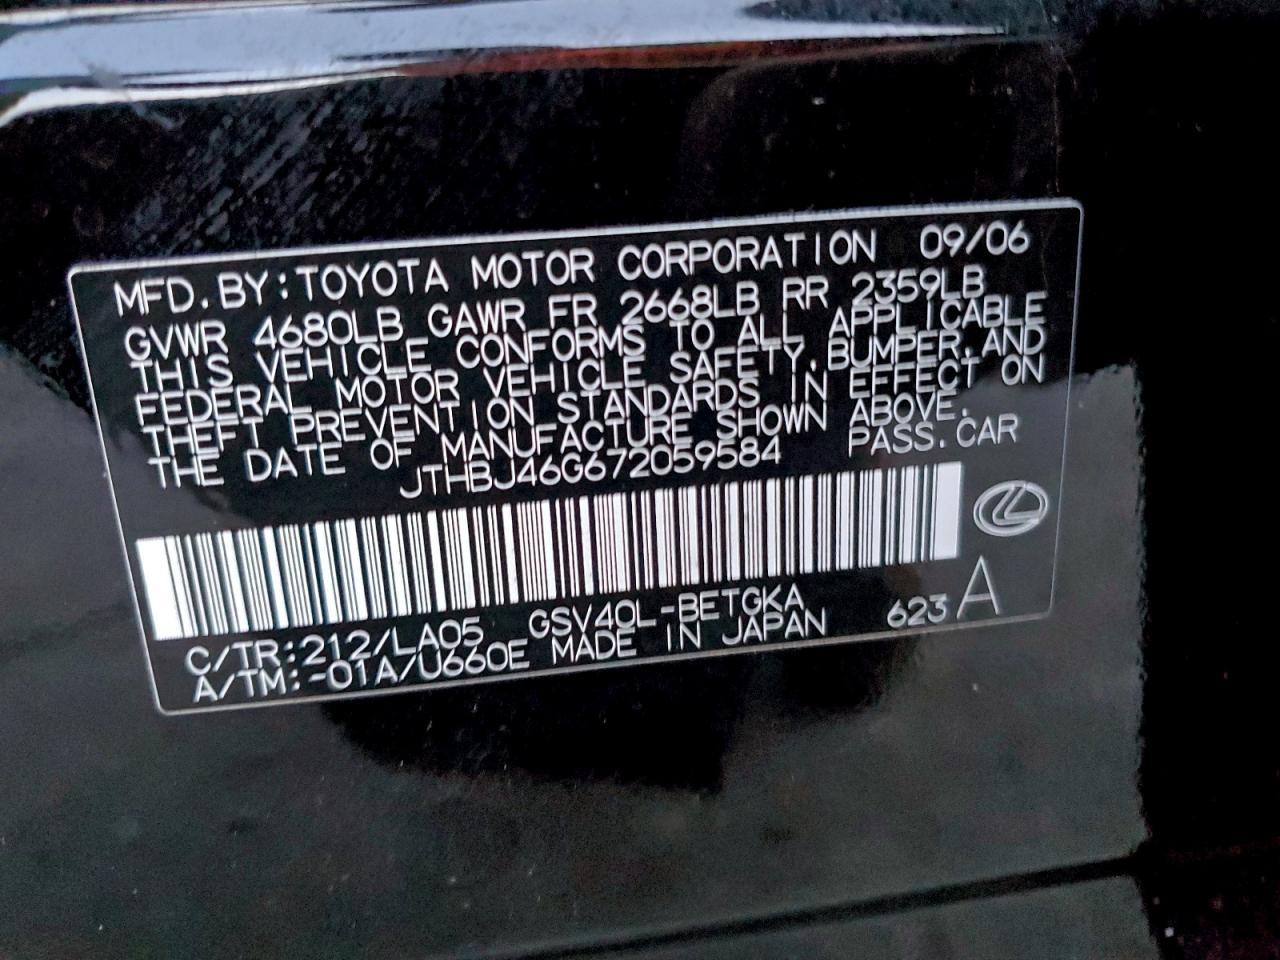 MFD.BY:TOYOTA MOTOR CORPORATION 09/06
GVWR 4680LB GAWR FR 2668LB RR 2359LB
THIS VEHICLE CONFORMS TO ALL APPLICABLE
FEDERAL MOTOR VEHICLE SAFETY, BUMPER, AND
THEFT PREVENTION STANDARDS IN EFFECT ON
THE DATE OF MANUFACTURE SHOWN ABOVE.
JTHBJ46G672059584 PASS.CAR
C/TR:212/LA05 GSV40L-BETGKA 623 A
A/TM:-01A/U660E MADE IN JAPAN